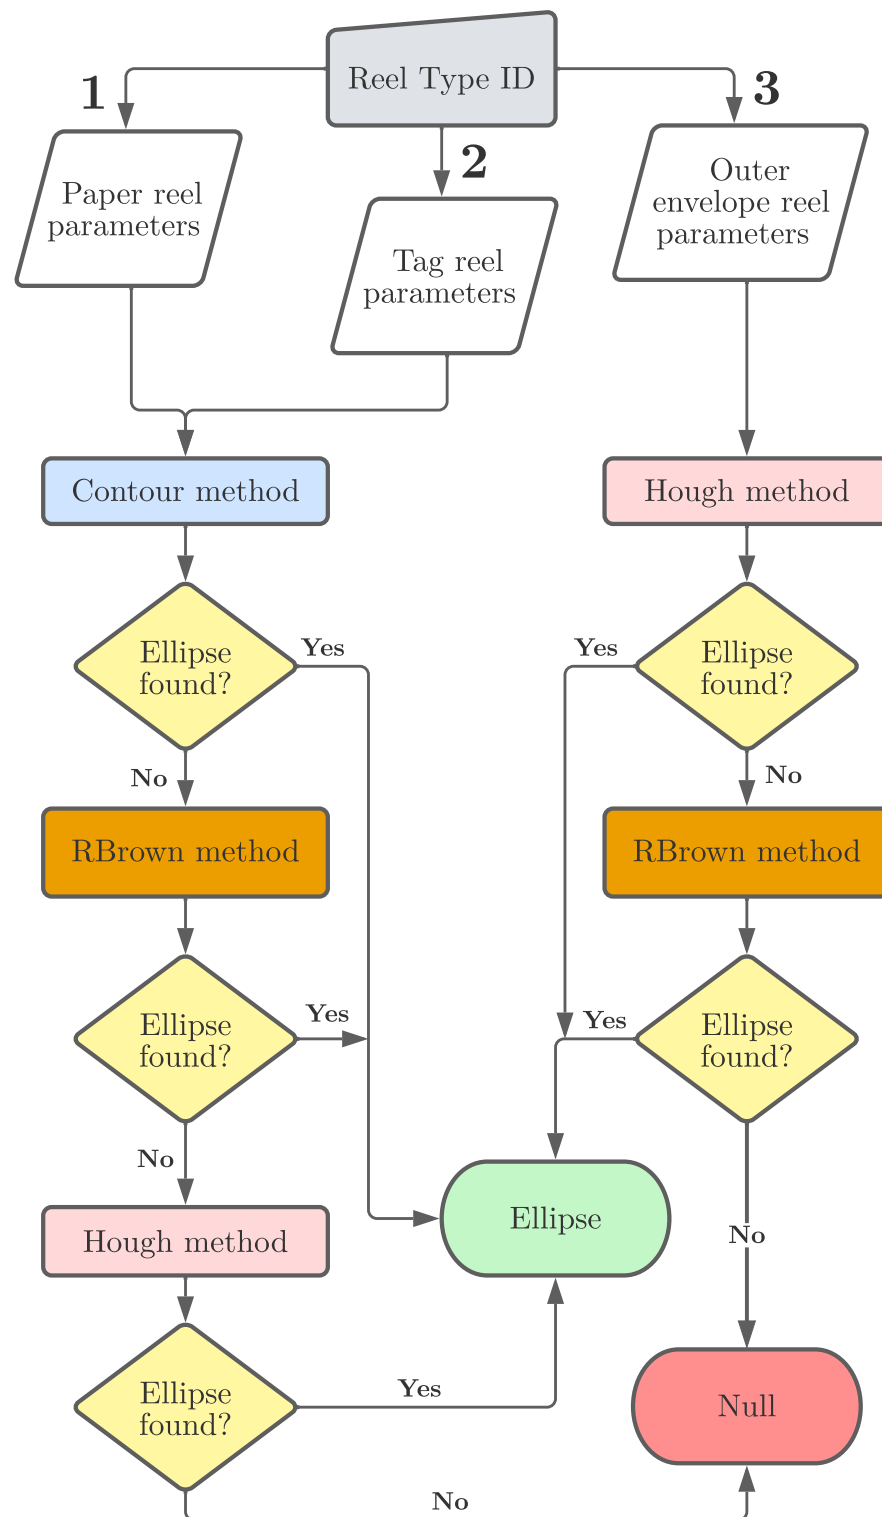 Reel Type ID
1
2
3
Paper reel
parameters
Tag reel
parameters
Outer
envelope reel
parameters
Contour method
Hough method
Ellipse
found?
Yes
Yes
Ellipse
found?
No
No
RBrown method
RBrown method
Ellipse
found?
Yes
Yes
Ellipse
found?
No
Ellipse
No
Hough method
Ellipse
found?
Yes
Null
No